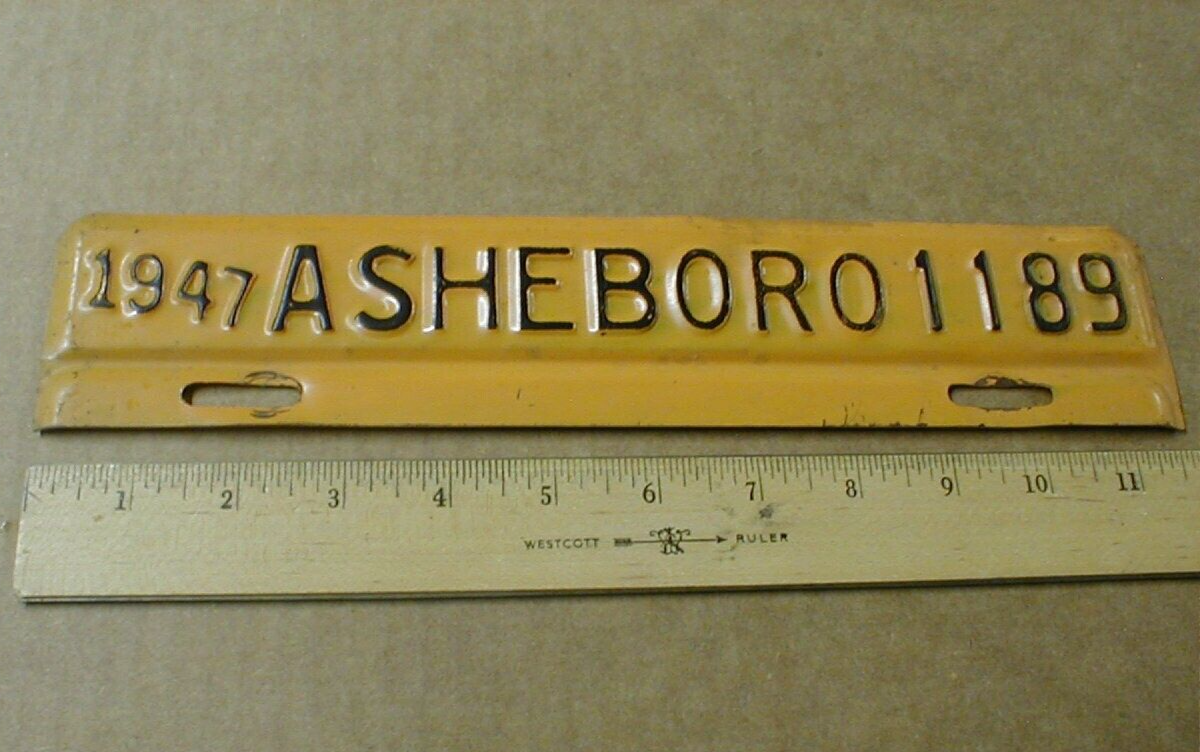 1947 ASHEBORO 1189
1 2 3 4 5 6 7 8 9 10 11
WESTCOTT RULER